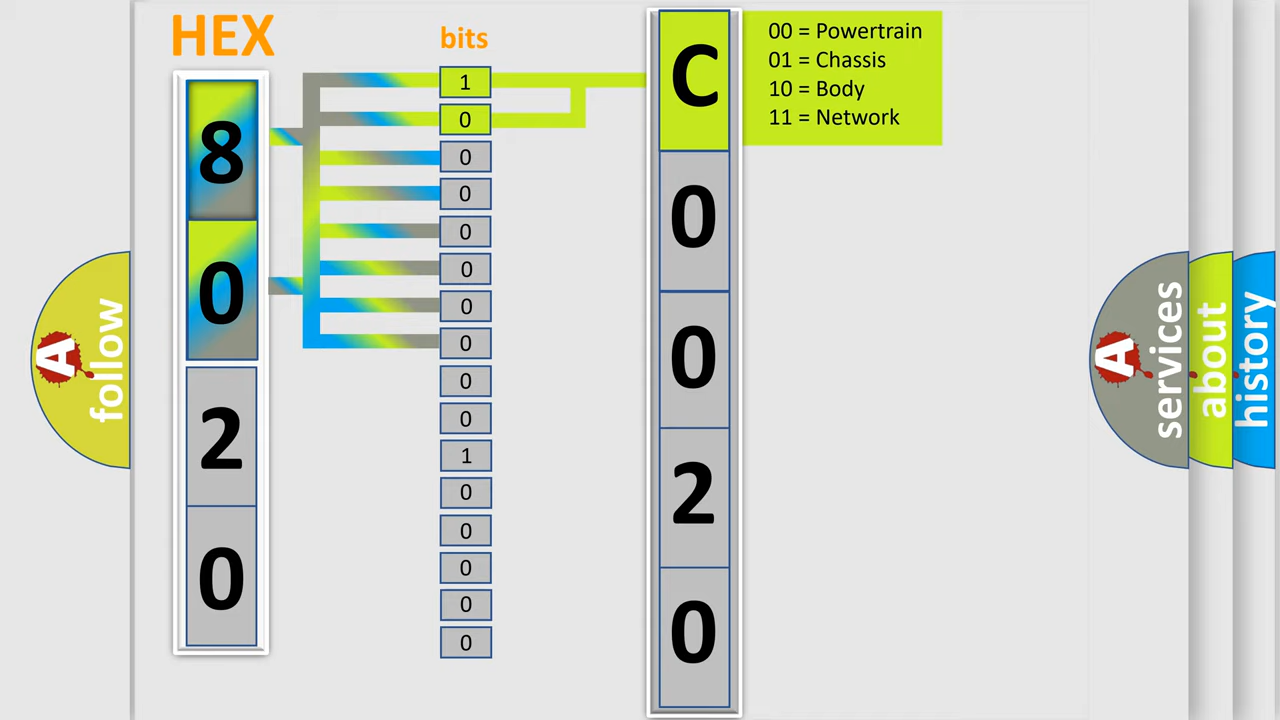 HEX
bits
8
0
2
0
1
0
0
0
0
0
0
0
0
0
1
0
0
0
0
0
C
0
0
2
0
00 = Powertrain
01 = Chassis
10 = Body
11 = Network
A
follow
A
services
about
history